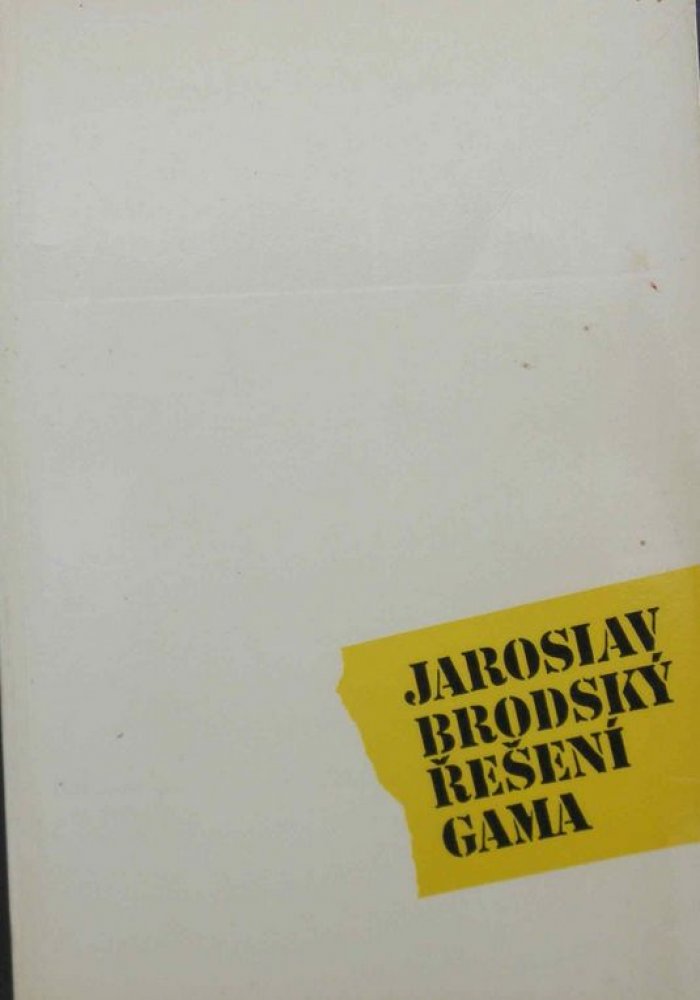 JAROSLAV
BRODSKÝ
ŘEŠENÍ
GAMA